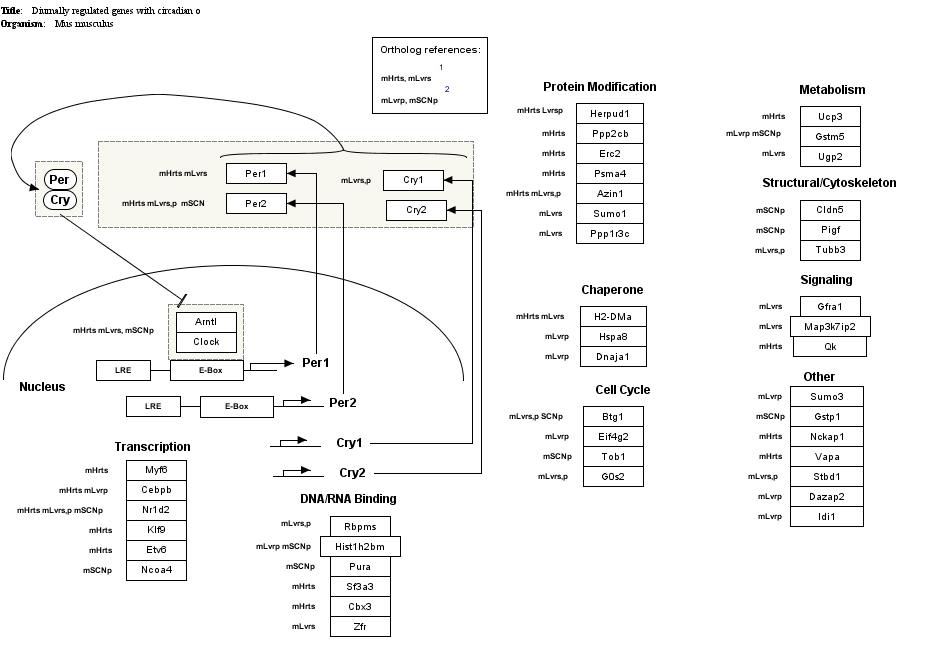 Title: Diurnally regulated genes with circadian o
Organism: Mus musculus
Ortholog references:
1
mHrts, mLvrs
2
mLvrp, mSCNp
Per
Cry
mHrts mLvrs Per1
mHrts mLvrs,p mSCN Per2
mLvrs,p Cry1
Cry2
mHrts mLvrs, mSCNp
Arntl
Clock
LRE E-Box Per1
Nucleus
LRE E-Box Per2
Cry1
Cry2
Transcription
mHrts Myf6
mHrts mLvrp Cebpb
mHrts mLvrs,p mSCNp Nr1d2
mHrts Klf9
mHrts Etv6
mSCNp Ncoa4
DNA/RNA Binding
mLvrs,p Rbpms
mLvrp mSCNp Hist1h2bm
mSCNp Pura
mHrts Sf3a3
mHrts Cbx3
mLvrs Zfr
Protein Modification
mHrts Lvrsp Herpud1
mHrts Ppp2cb
mHrts Erc2
mHrts Psma4
mHrts mLvrs,p Azin1
mLvrs Sumo1
mLvrs Ppp1r3c
Chaperone
mHrts mLvrs H2-DMa
mLvrp Hspa8
mLvrp Dnaja1
Cell Cycle
mLvrs,p SCNp Btg1
mLvrp Eif4g2
mSCNp Tob1
mLvrs,p G0s2
Metabolism
mHrts Ucp3
mLvrp mSCNp Gstm5
mLvrs Ugp2
Structural/Cytoskeleton
mSCNp Cldn5
mSCNp Pigf
mLvrs,p Tubb3
Signaling
mLvrs Gfra1
mLvrs Map3k7ip2
mHrts Qk
Other
mLvrp Sumo3
mSCNp Gstp1
mHrts Nckap1
mHrts Vapa
mLvrs,p Stbd1
mLvrp Dazap2
mLvrp Idi1